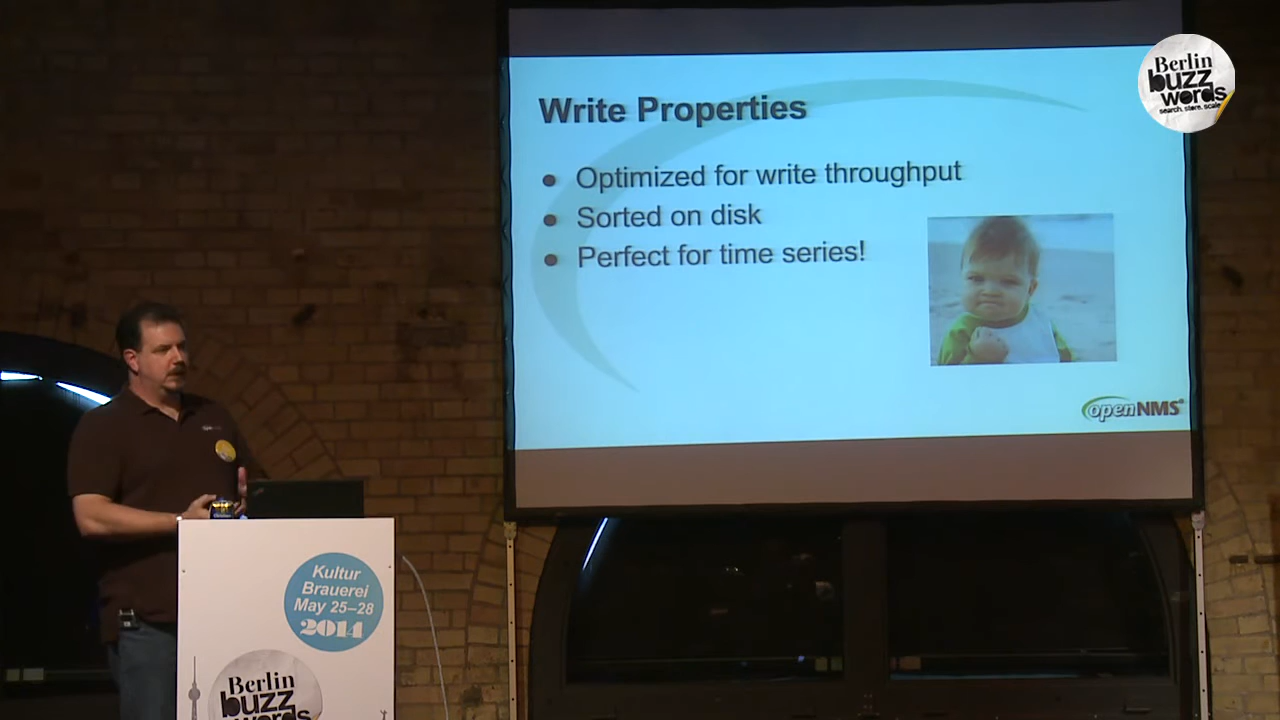 Write Properties
Optimized for write throughput
Sorted on disk
Perfect for time series!
openNMS
Berlin
buzz
words
search. store. scale
Kultur
Brauerei
May 25–28
2014
Berlin
buzz
words